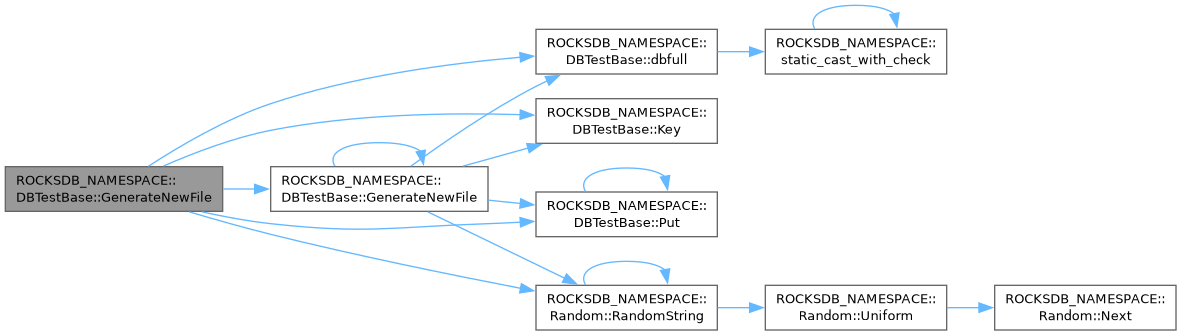 ROCKSDB_NAMESPACE::
DBTestBase::GenerateNewFile
ROCKSDB_NAMESPACE::
DBTestBase::GenerateNewFile
ROCKSDB_NAMESPACE::
DBTestBase::dbfull
ROCKSDB_NAMESPACE::
static_cast_with_check
ROCKSDB_NAMESPACE::
DBTestBase::Key
ROCKSDB_NAMESPACE::
DBTestBase::Put
ROCKSDB_NAMESPACE::
Random::RandomString
ROCKSDB_NAMESPACE::
Random::Uniform
ROCKSDB_NAMESPACE::
Random::Next